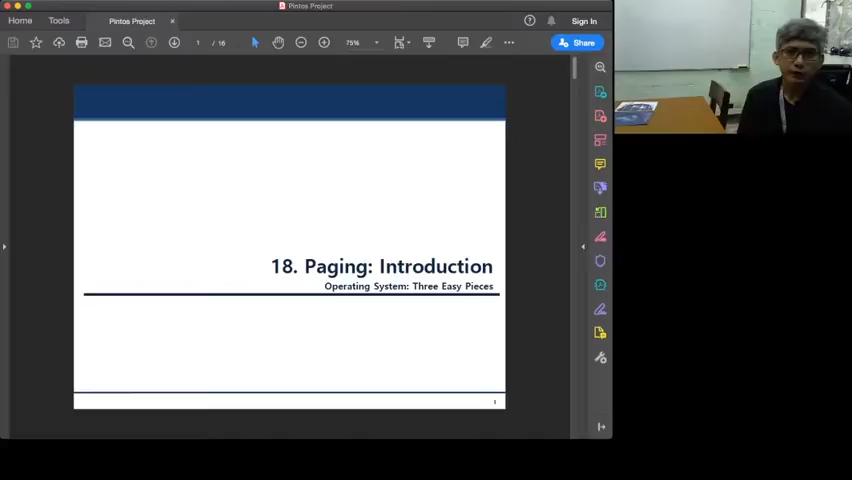 Pintos Project
Home
Tools
Pintos Project
×
Sign In
1 / 16
75%
Share
18. Paging: Introduction
Operating System: Three Easy Pieces
1